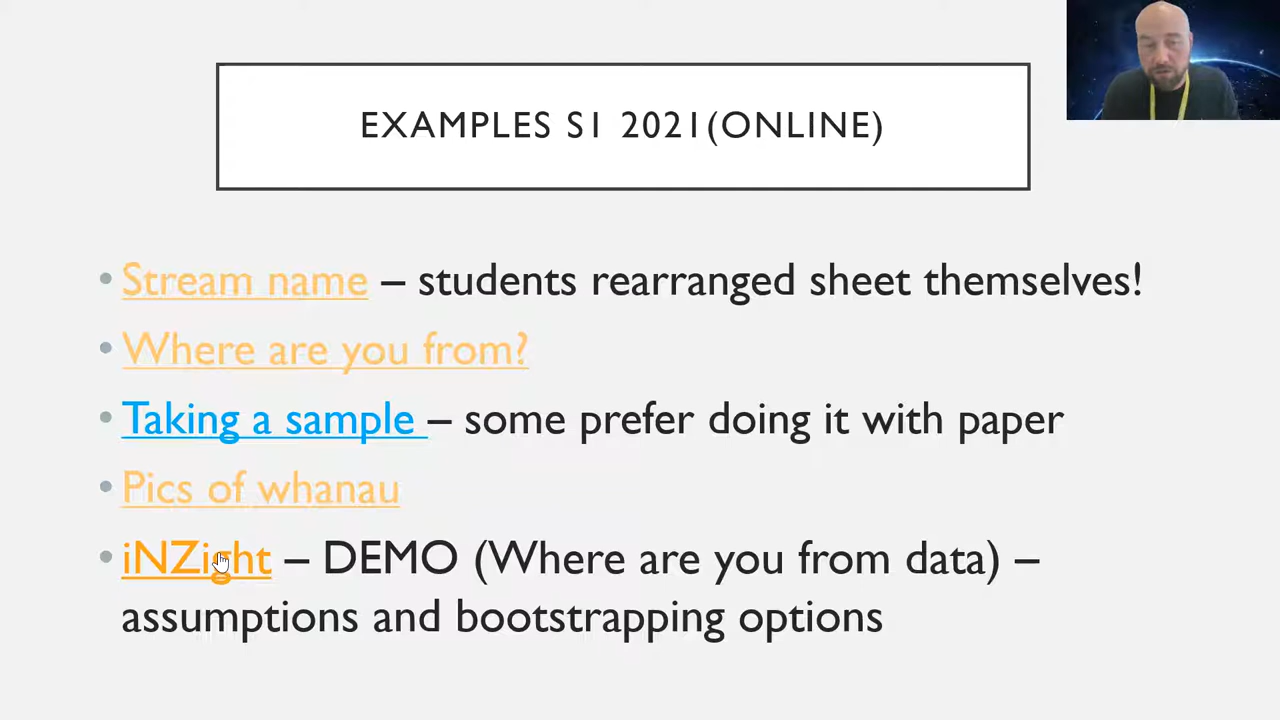 EXAMPLES S1 2021(ONLINE)
• Stream name – students rearranged sheet themselves!
• Where are you from?
• Taking a sample – some prefer doing it with paper
• Pics of whanau
• iNZight – DEMO (Where are you from data) –
assumptions and bootstrapping options